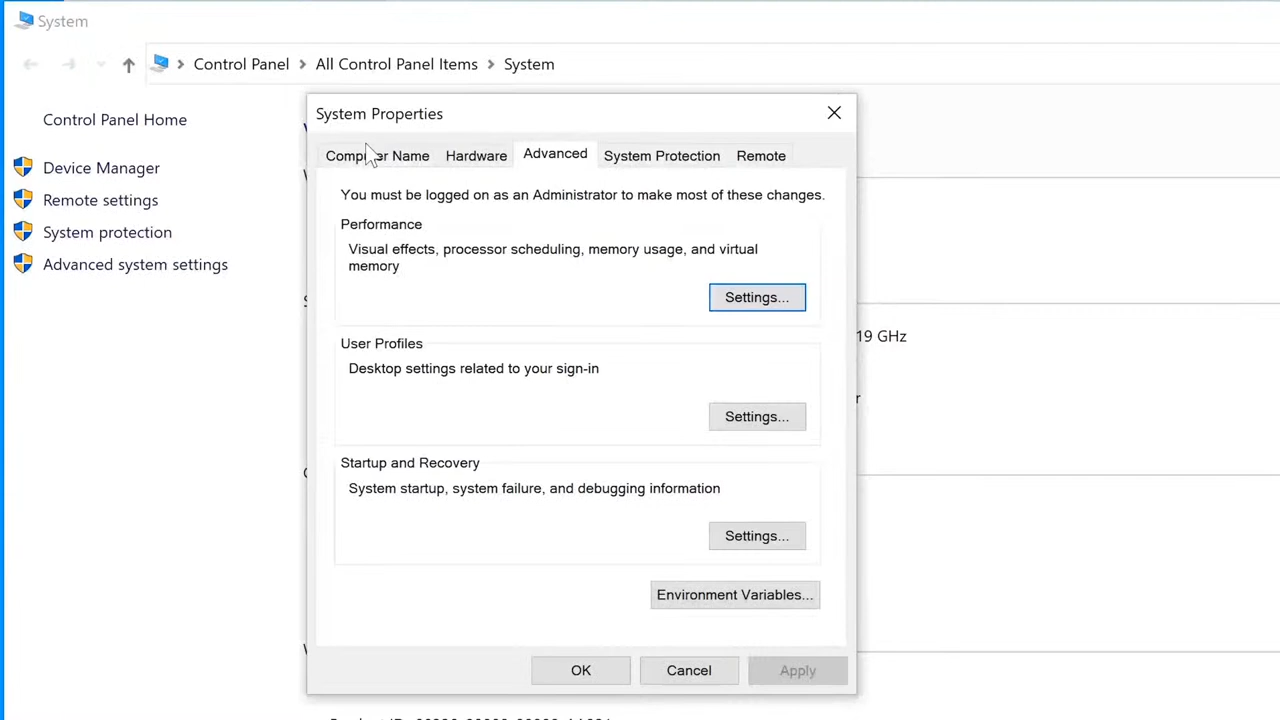 System
Control Panel
All Control Panel Items
System
Control Panel Home
Device Manager
Remote settings
System protection
Advanced system settings
System Properties
Computer Name
Hardware
Advanced
System Protection
Remote
You must be logged on as an Administrator to make most of these changes.
Performance
Visual effects, processor scheduling, memory usage, and virtual
memory
Settings...
User Profiles
Desktop settings related to your sign-in
Settings...
Startup and Recovery
System startup, system failure, and debugging information
Settings...
Environment Variables...
OK
Cancel
Apply
19 GHz